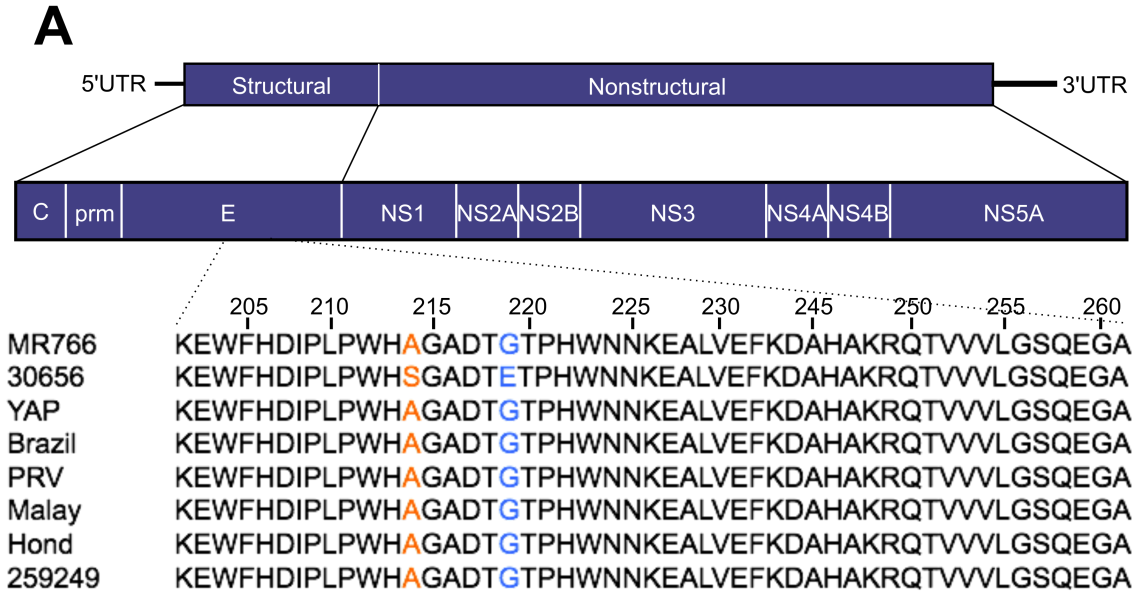 A
5'UTR Structural Nonstructural 3'UTR
C prm E NS1 NS2A NS2B NS3 NS4A NS4B NS5A
205 210 215 220 225 230 245 250 255 260
MR766 KEWFHDIPLPWHAGADTGTPHWNNKEALVEFKDAHAKRQTVVVLGSQEGA
30656 KEWFHDIPLPWHSGADTETPHWNNKEALVEFKDAHAKRQTVVVLGSQEGA
YAP KEWFHDIPLPWHAGADTGTPHWNNKEALVEFKDAHAKRQTVVVLGSQEGA
Brazil KEWFHDIPLPWHAGADTGTPHWNNKEALVEFKDAHAKRQTVVVLGSQEGA
PRV KEWFHDIPLPWHAGADTGTPHWNNKEALVEFKDAHAKRQTVVVLGSQEGA
Malay KEWFHDIPLPWHAGADTGTPHWNNKEALVEFKDAHAKRQTVVVLGSQEGA
Hond KEWFHDIPLPWHAGADTGTPHWNNKEALVEFKDAHAKRQTVVVLGSQEGA
259249 KEWFHDIPLPWHAGADTGTPHWNNKEALVEFKDAHAKRQTVVVLGSQEGA